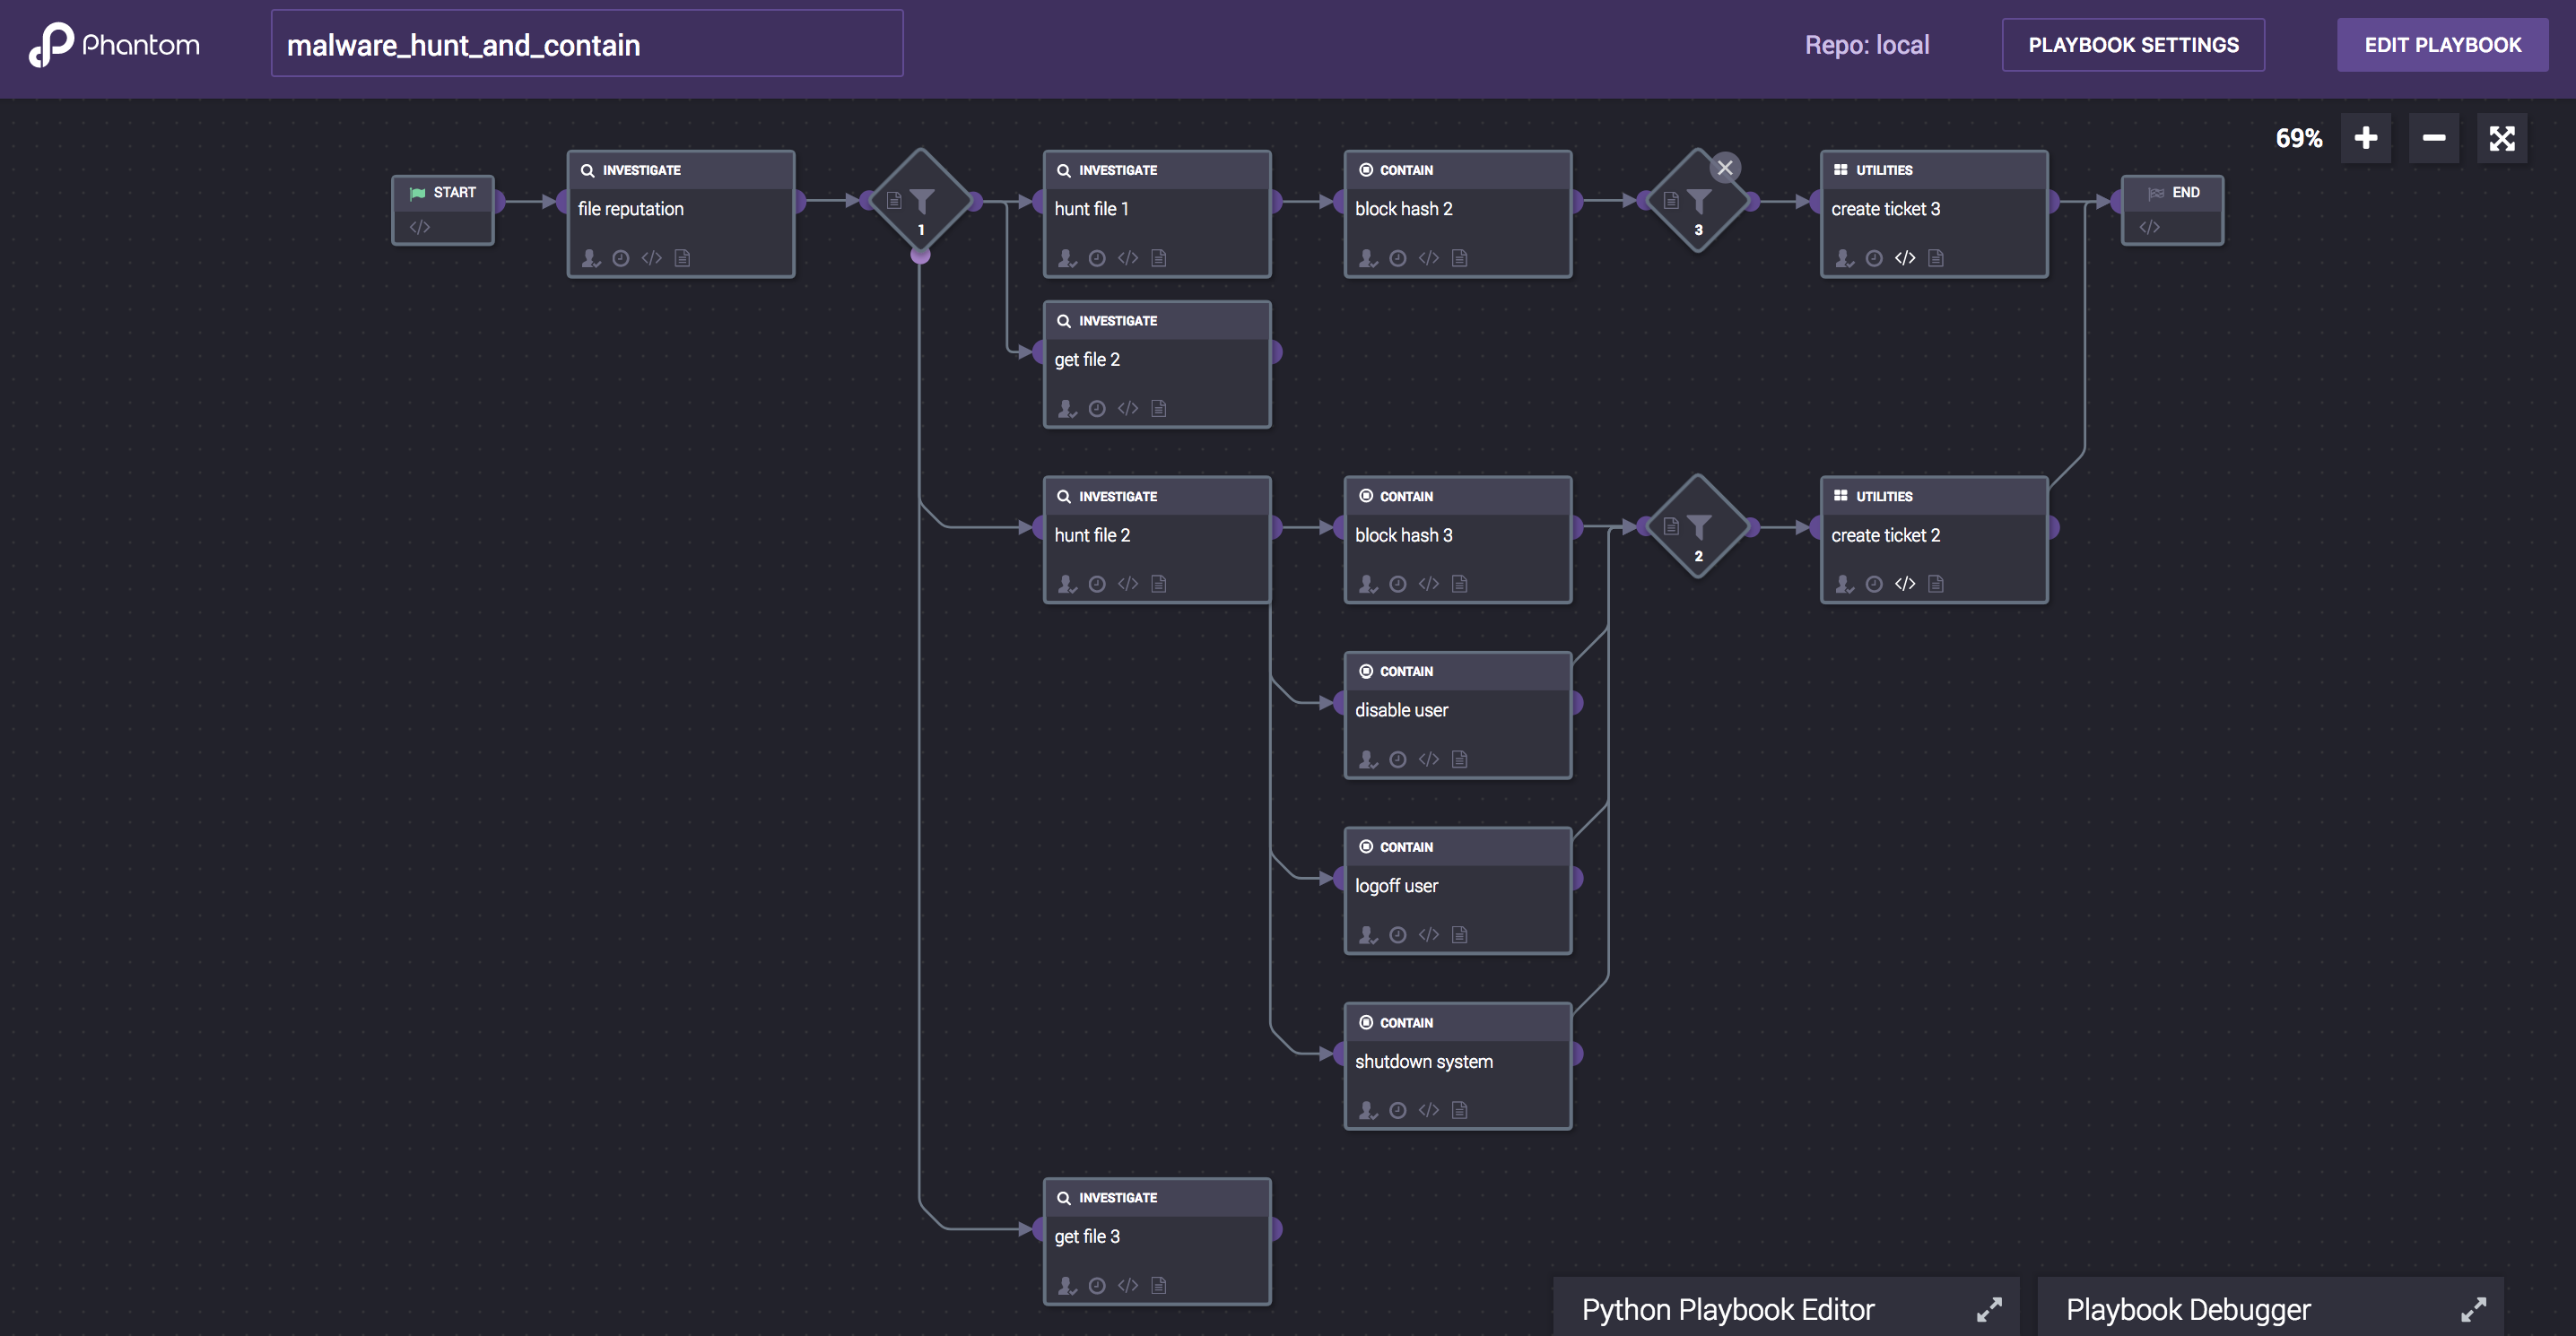 Phantom
malware_hunt_and_contain
Repo: local
PLAYBOOK SETTINGS
EDIT PLAYBOOK
69%
START
INVESTIGATE
file reputation
1
INVESTIGATE
hunt file 1
CONTAIN
block hash 2
3
UTILITIES
create ticket 3
END
INVESTIGATE
get file 2
INVESTIGATE
hunt file 2
CONTAIN
block hash 3
2
UTILITIES
create ticket 2
CONTAIN
disable user
CONTAIN
logoff user
CONTAIN
shutdown system
INVESTIGATE
get file 3
Python Playbook Editor
Playbook Debugger